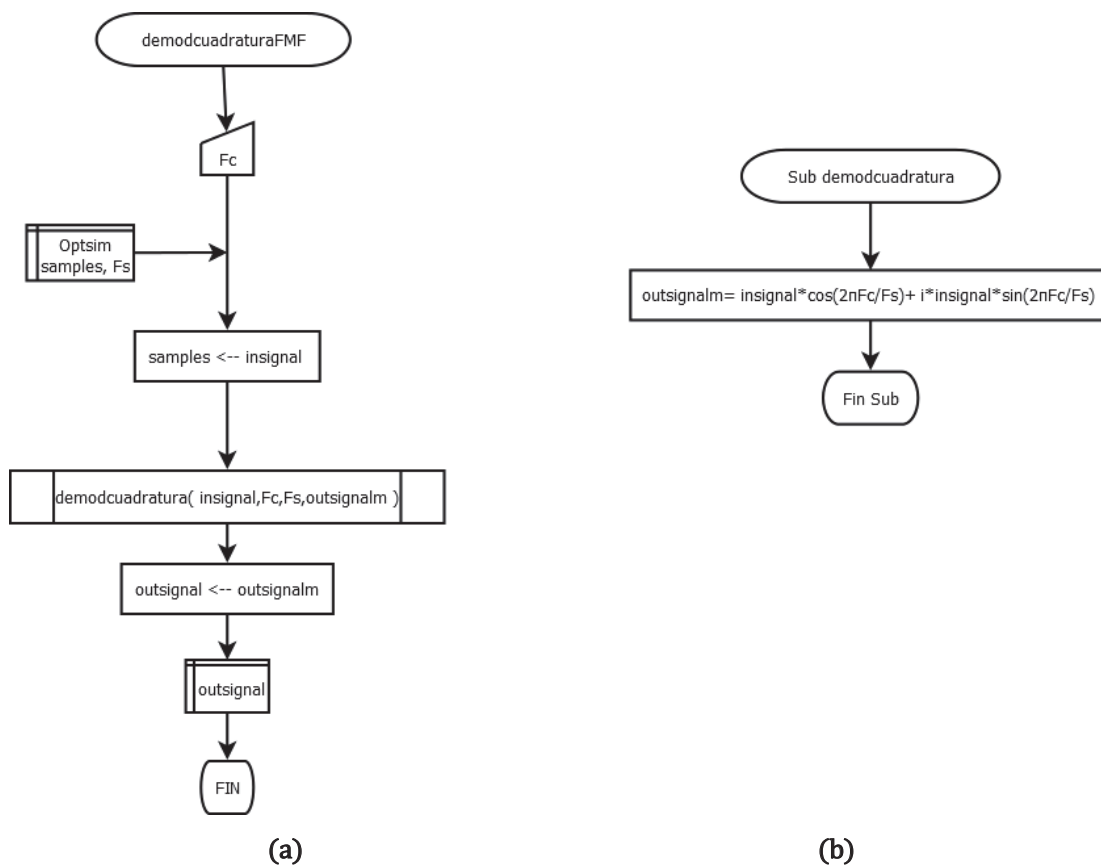 demodcuadraturaFMF
Fc
Optsim
samples, Fs
samples <-- insignal
demodcuadratura( insignal,Fc,Fs,outsignalm )
outsignal <-- outsignalm
outsignal
FIN
(a)
Sub demodcuadratura
outsignalm= insignal*cos(2πFc/Fs)+ i*insignal*sin(2πFc/Fs)
Fin Sub
(b)